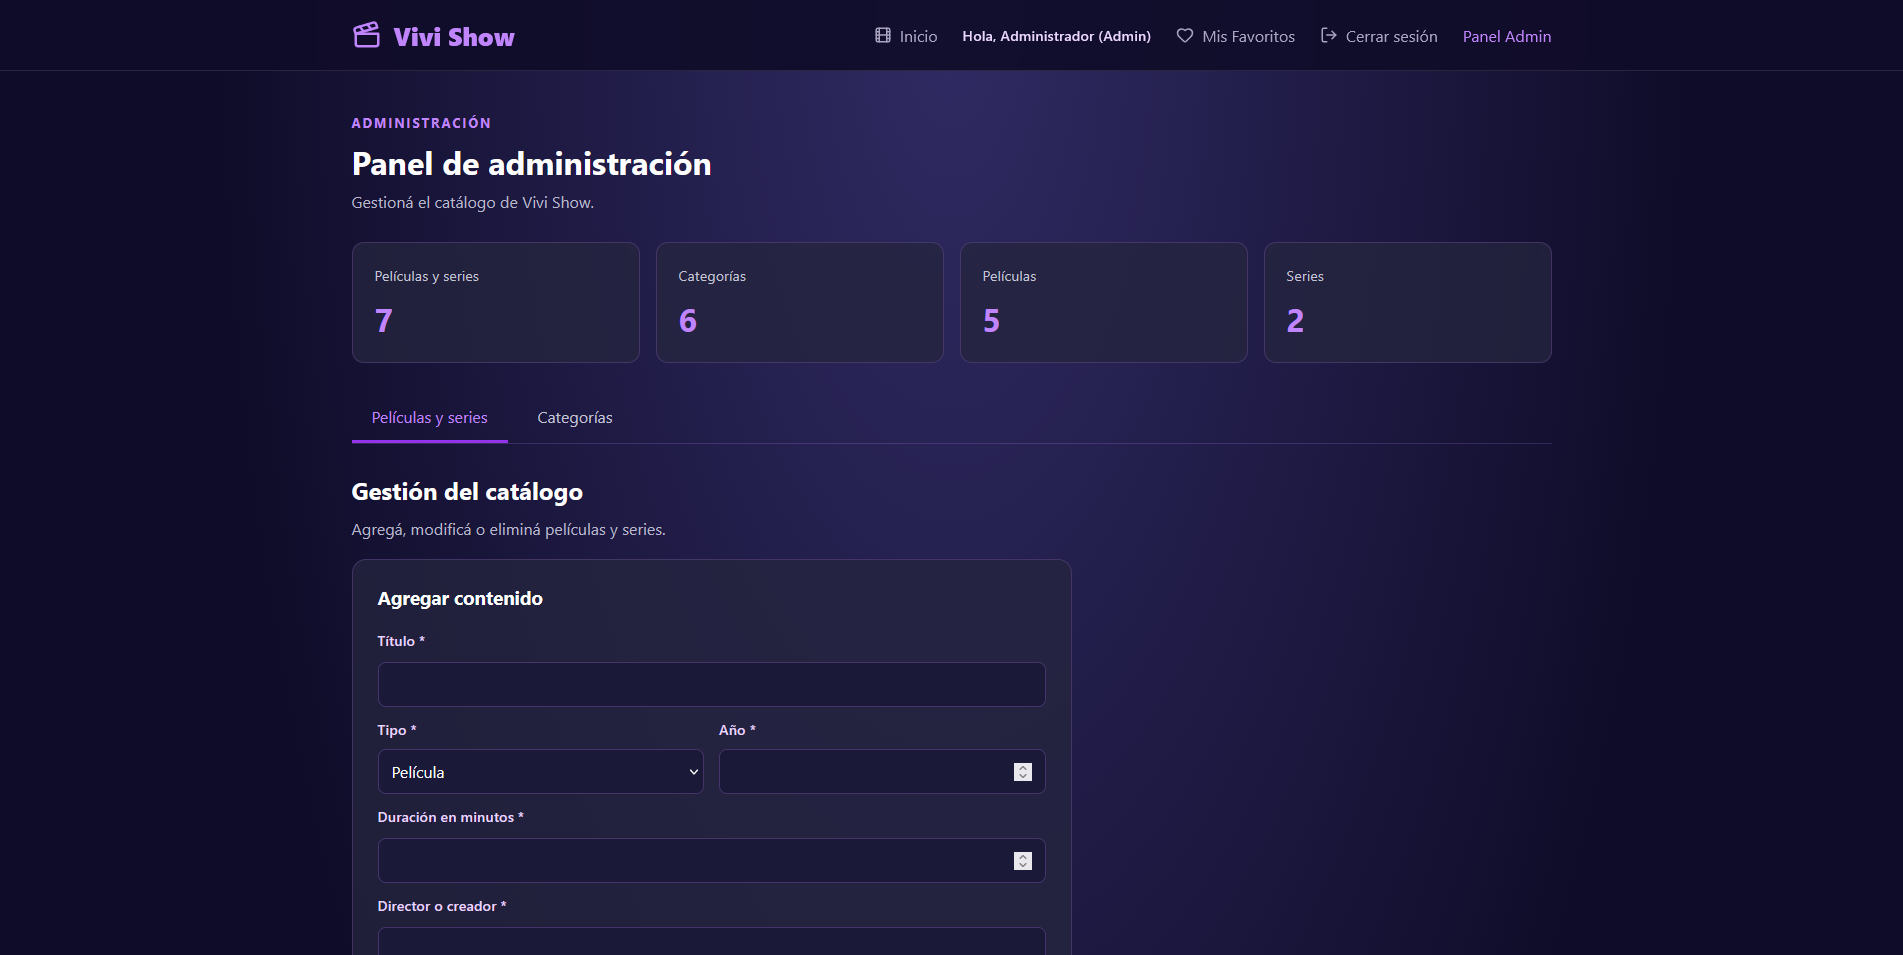 Vivi Show
Inicio
Hola, Administrador (Admin)
Mis Favoritos
Cerrar sesión
Panel Admin
ADMINISTRACIÓN
Panel de administración
Gestioná el catálogo de Vivi Show.
Películas y series
7
Categorías
6
Películas
5
Series
2
Películas y series
Categorías
Gestión del catálogo
Agregá, modificá o eliminá películas y series.
Agregar contenido
Título *
Tipo *
Año *
Película
Duración en minutos *
Director o creador *